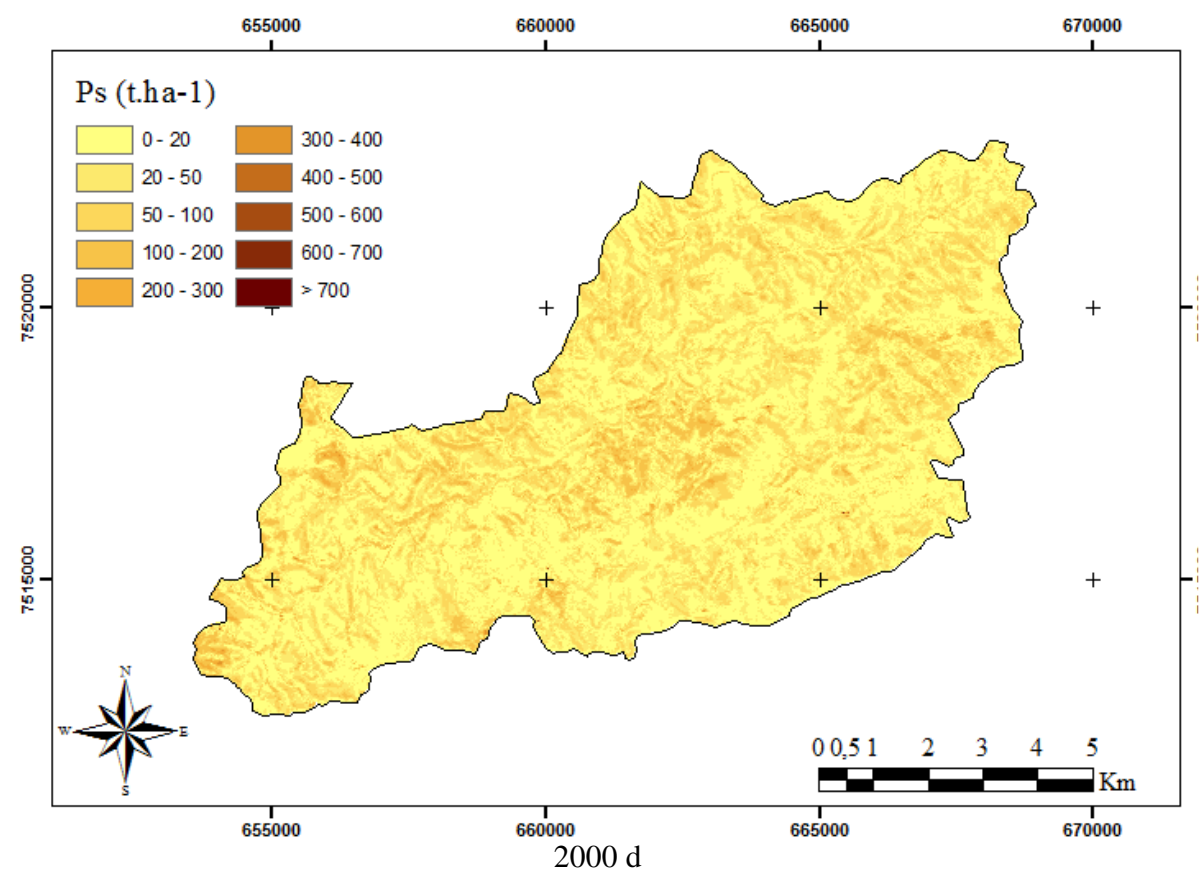 655000 660000 665000 670000
Ps (t.ha-1)
0 - 20 300 - 400
20 - 50 400 - 500
50 - 100 500 - 600
100 - 200 600 - 700
200 - 300 > 700
7520000
7515000
N
W E
S
0 0,5 1 2 3 4 5
Km
655000 660000 665000 670000
2000 d